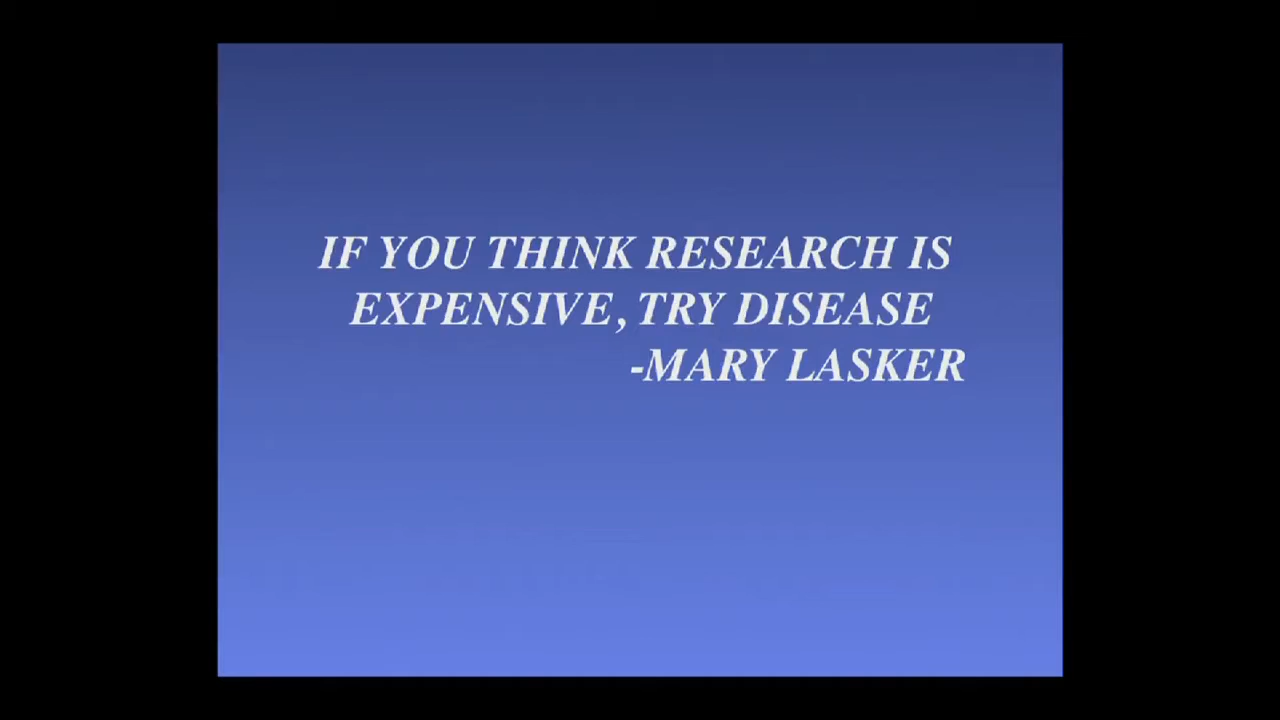 IF YOU THINK RESEARCH IS
EXPENSIVE, TRY DISEASE
-MARY LASKER